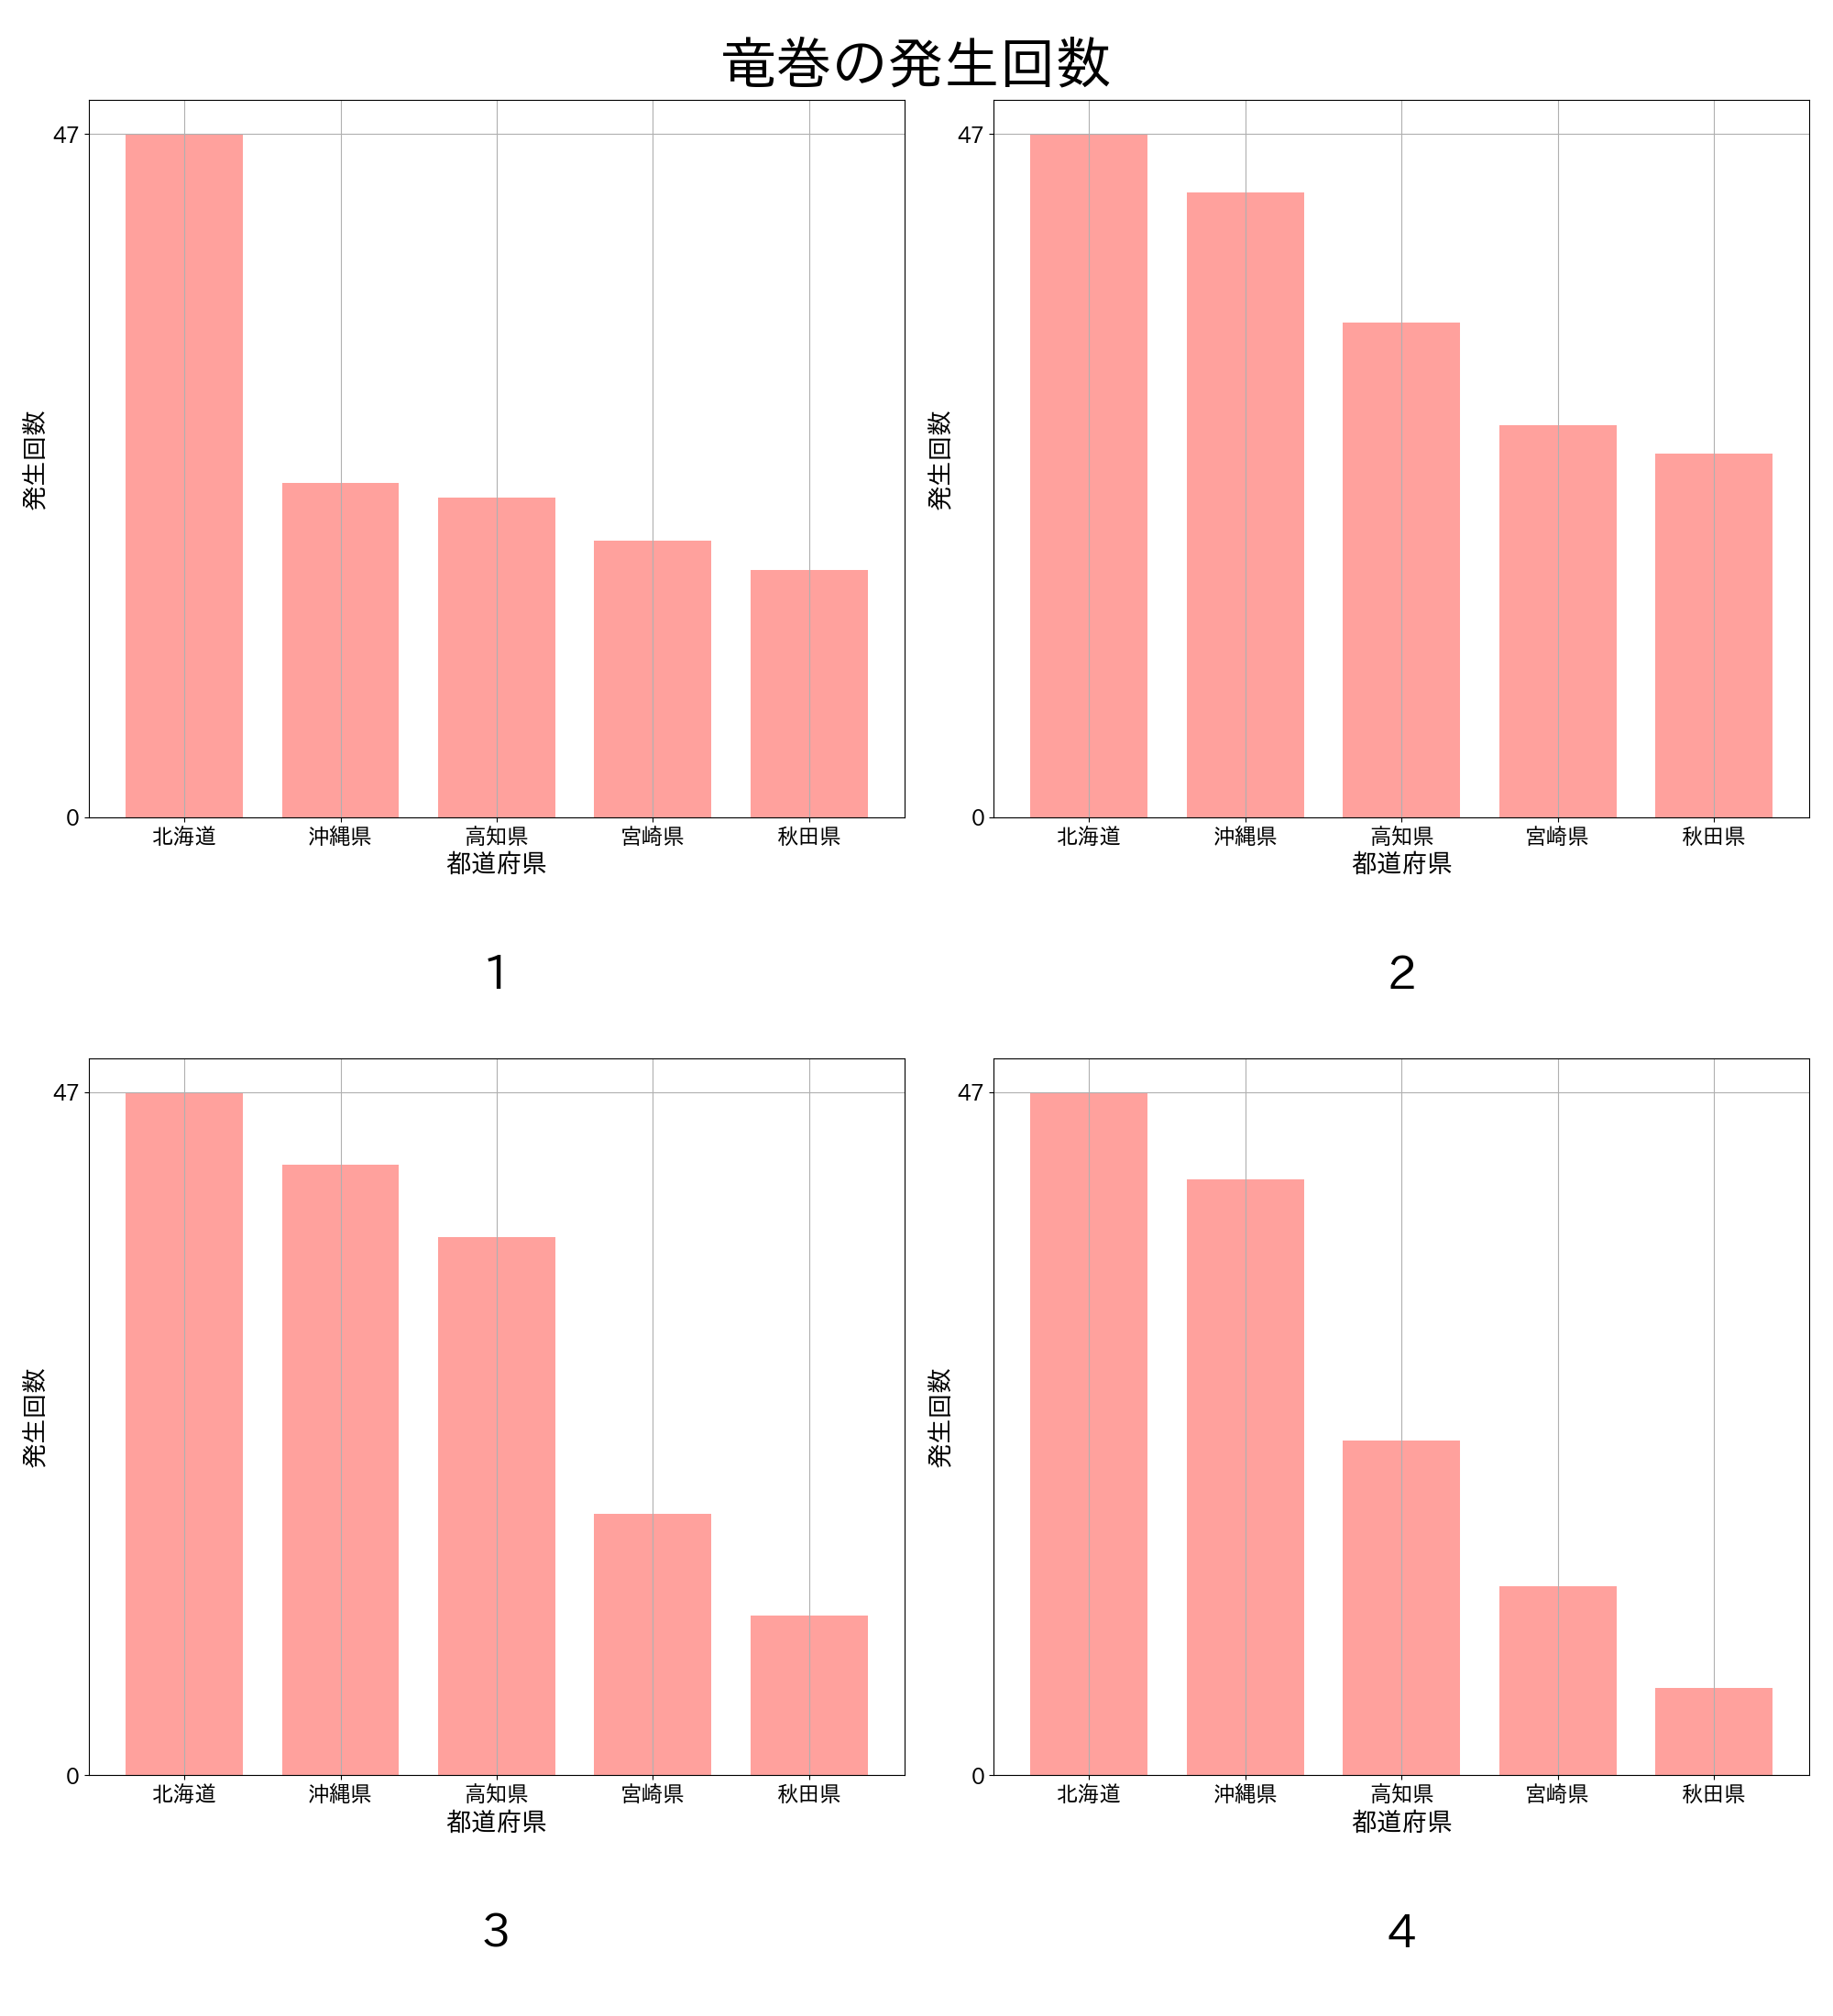 竜巻の発生回数
47
0
発生回数
北海道 沖縄県 高知県 宮崎県 秋田県
都道府県
1
47
0
発生回数
北海道 沖縄県 高知県 宮崎県 秋田県
都道府県
2
47
0
発生回数
北海道 沖縄県 高知県 宮崎県 秋田県
都道府県
3
47
0
発生回数
北海道 沖縄県 高知県 宮崎県 秋田県
都道府県
4